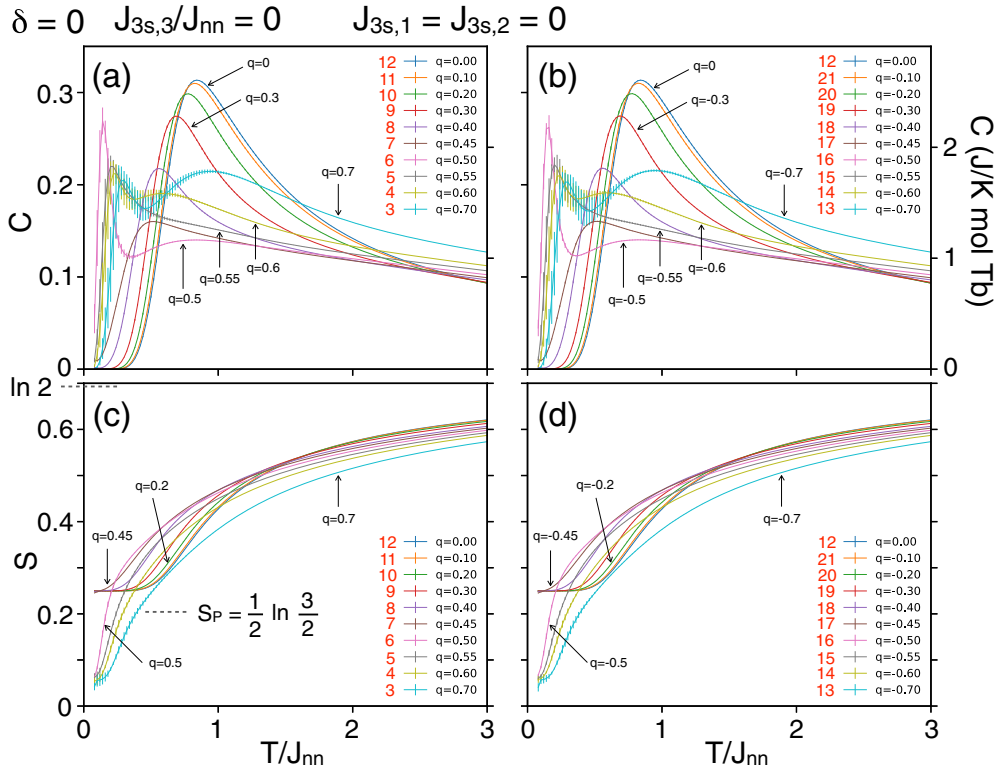 δ = 0 J3s,3/Jnn = 0 J3s,1 = J3s,2 = 0
(a)
C
0.3
0.2
0.1
0
q=0
q=0.3
q=0.7
q=0.5
q=0.55
q=0.6
12 q=0.00
11 q=0.10
10 q=0.20
9 q=0.30
8 q=0.40
7 q=0.45
6 q=0.50
5 q=0.55
4 q=0.60
3 q=0.70
(b)
q=0
q=-0.3
q=-0.7
q=-0.5
q=-0.55
q=-0.6
12 q=0.00
21 q=-0.10
20 q=-0.20
19 q=-0.30
18 q=-0.40
17 q=-0.45
16 q=-0.50
15 q=-0.55
14 q=-0.60
13 q=-0.70
2
1
0
C (J/K mol Tb)
ln 2
(c)
S
0.6
0.4
0.2
0
q=0.2
q=0.45
q=0.7
q=0.5
SP = 1/2 ln 3/2
12 q=0.00
11 q=0.10
10 q=0.20
9 q=0.30
8 q=0.40
7 q=0.45
6 q=0.50
5 q=0.55
4 q=0.60
3 q=0.70
0 1 2 3
T/Jnn
(d)
q=-0.2
q=-0.45
q=-0.7
q=-0.5
12 q=0.00
21 q=-0.10
20 q=-0.20
19 q=-0.30
18 q=-0.40
17 q=-0.45
16 q=-0.50
15 q=-0.55
14 q=-0.60
13 q=-0.70
0 1 2 3
T/Jnn